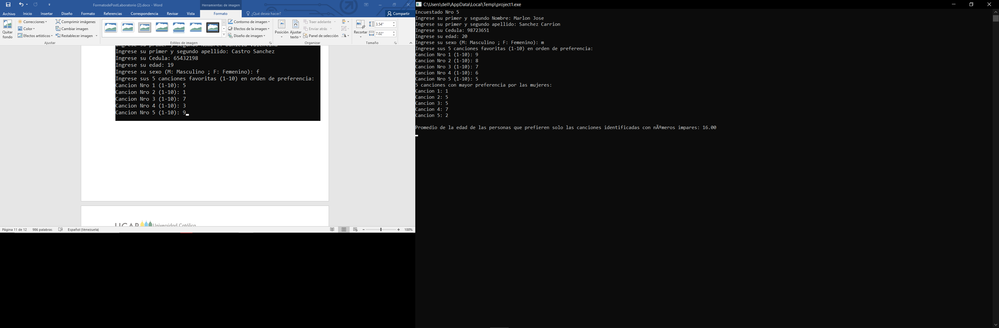 FormatodePostLaboratorio (2).docx - Word
Herramientas de imagen
Archivo Inicio Insertar Diseño Formato Referencias Correspondencia Revisar Vista Formato ¿Qué desea hacer? Compartir
Quitar fondo
Correcciones
Color
Efectos artísticos
Comprimir imágenes
Cambiar imagen
Restablecer imagen
Ajustar
Estilos de imagen
Contorno de imagen
Efectos de la imagen
Diseño de imagen
Posición
Ajustar texto
Traer adelante
Enviar atrás
Panel de selección
Organizar
Recortar
3.54"
7.02"
Tamaño
Ingrese su primer y segundo Nombre: Daniela Valentina
Ingrese su primer y segundo apellido: Castro Sanchez
Ingrese su Cedula: 65432198
Ingrese su edad: 19
Ingrese su sexo (M: Masculino ; F: Femenino): f
Ingrese sus 5 canciones favoritas (1-10) en orden de preferencia:
Cancion Nro 1 (1-10): 5
Cancion Nro 2 (1-10): 1
Cancion Nro 3 (1-10): 7
Cancion Nro 4 (1-10): 3
Cancion Nro 5 (1-10): 9
UCAB Universidad Católica
Página 11 de 12 986 palabras Español (Venezuela) 100%
C:\Users\dell\AppData\Local\Temp\project1.exe
Encuestado Nro 5
Ingrese su primer y segundo Nombre: Marlon Jose
Ingrese su primer y segundo apellido: Sanchez Carrion
Ingrese su Cedula: 98723651
Ingrese su edad: 20
Ingrese su sexo (M: Masculino ; F: Femenino): m
Ingrese sus 5 canciones favoritas (1-10) en orden de preferencia:
Cancion Nro 1 (1-10): 9
Cancion Nro 2 (1-10): 8
Cancion Nro 3 (1-10): 7
Cancion Nro 4 (1-10): 6
Cancion Nro 5 (1-10): 5
5 canciones con mayor preferencia por las mujeres:
Cancion 1: 1
Cancion 2: 5
Cancion 3: 5
Cancion 4: 7
Cancion 5: 2
Promedio de la edad de las personas que prefieren solo las canciones identificadas con nÃºmeros impares: 16.00